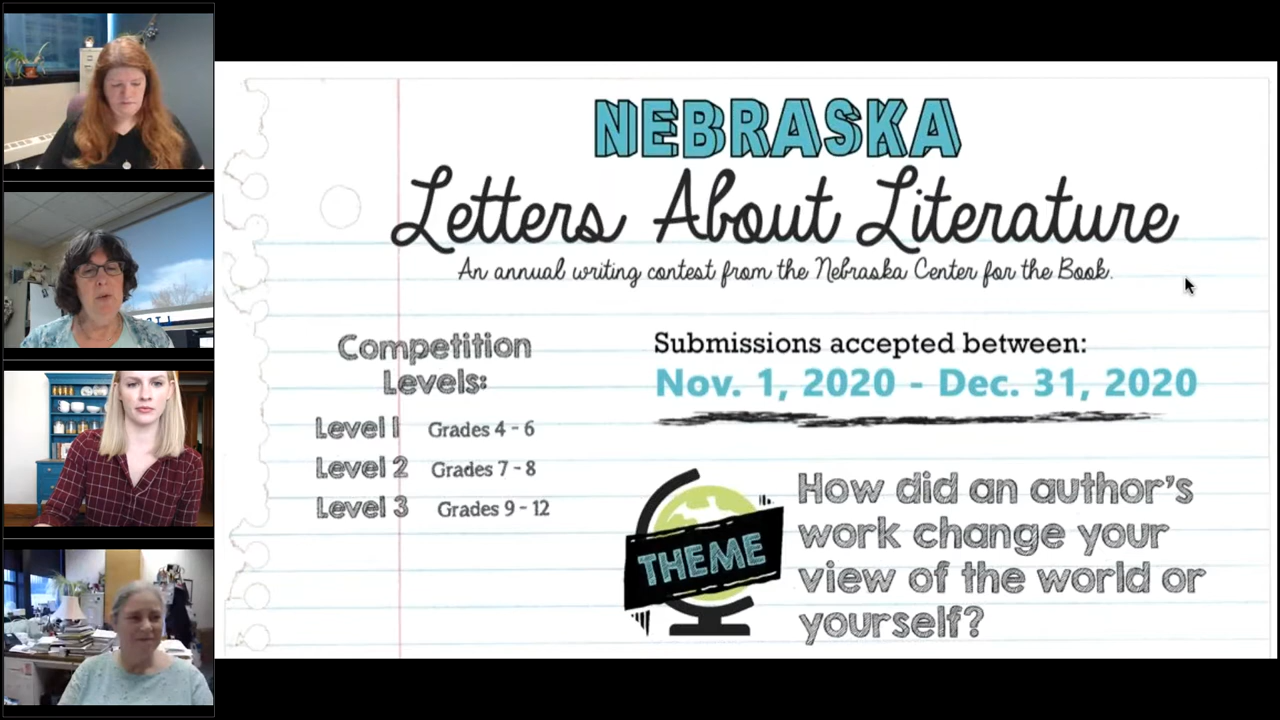 NEBRASKA
Letters About Literature
An annual writing contest from the Nebraska Center for the Book.
Competition
Levels:
Level 1 Grades 4 - 6
Level 2 Grades 7 - 8
Level 3 Grades 9 - 12
Submissions accepted between:
Nov. 1, 2020 - Dec. 31, 2020
THEME
How did an author's
work change your
view of the world or
yourself?